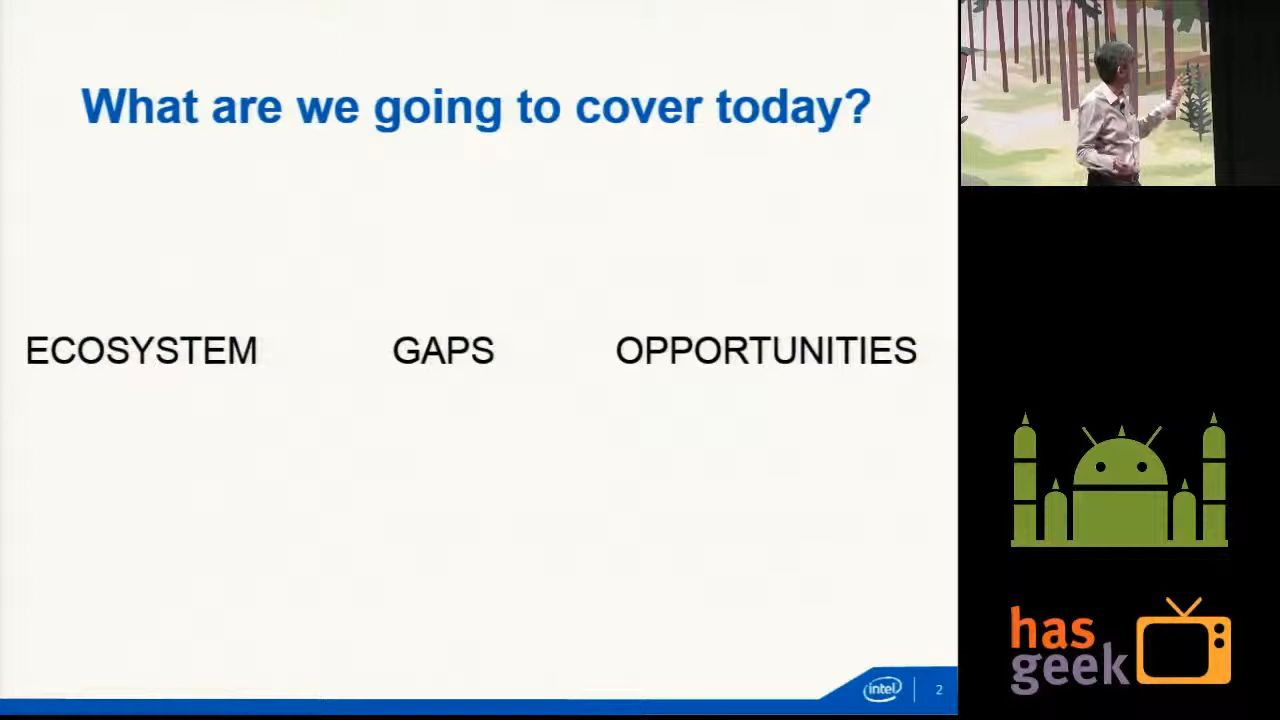 What are we going to cover today?
ECOSYSTEM GAPS OPPORTUNITIES
intel 2
has
geek